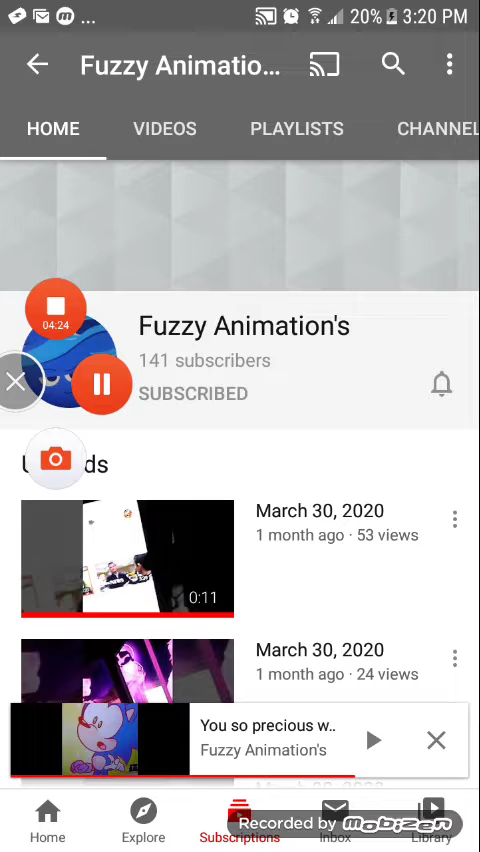 ... 20% 3:20 PM
Fuzzy Animatio...
HOME VIDEOS PLAYLISTS CHANNEL
04:24
Fuzzy Animation's
141 subscribers
SUBSCRIBED
U ds
March 30, 2020
1 month ago · 53 views
0:11
March 30, 2020
1 month ago · 24 views
You so precious w..
Fuzzy Animation's
Home Explore Subscriptions Inbox Library
Recorded by Mobizen